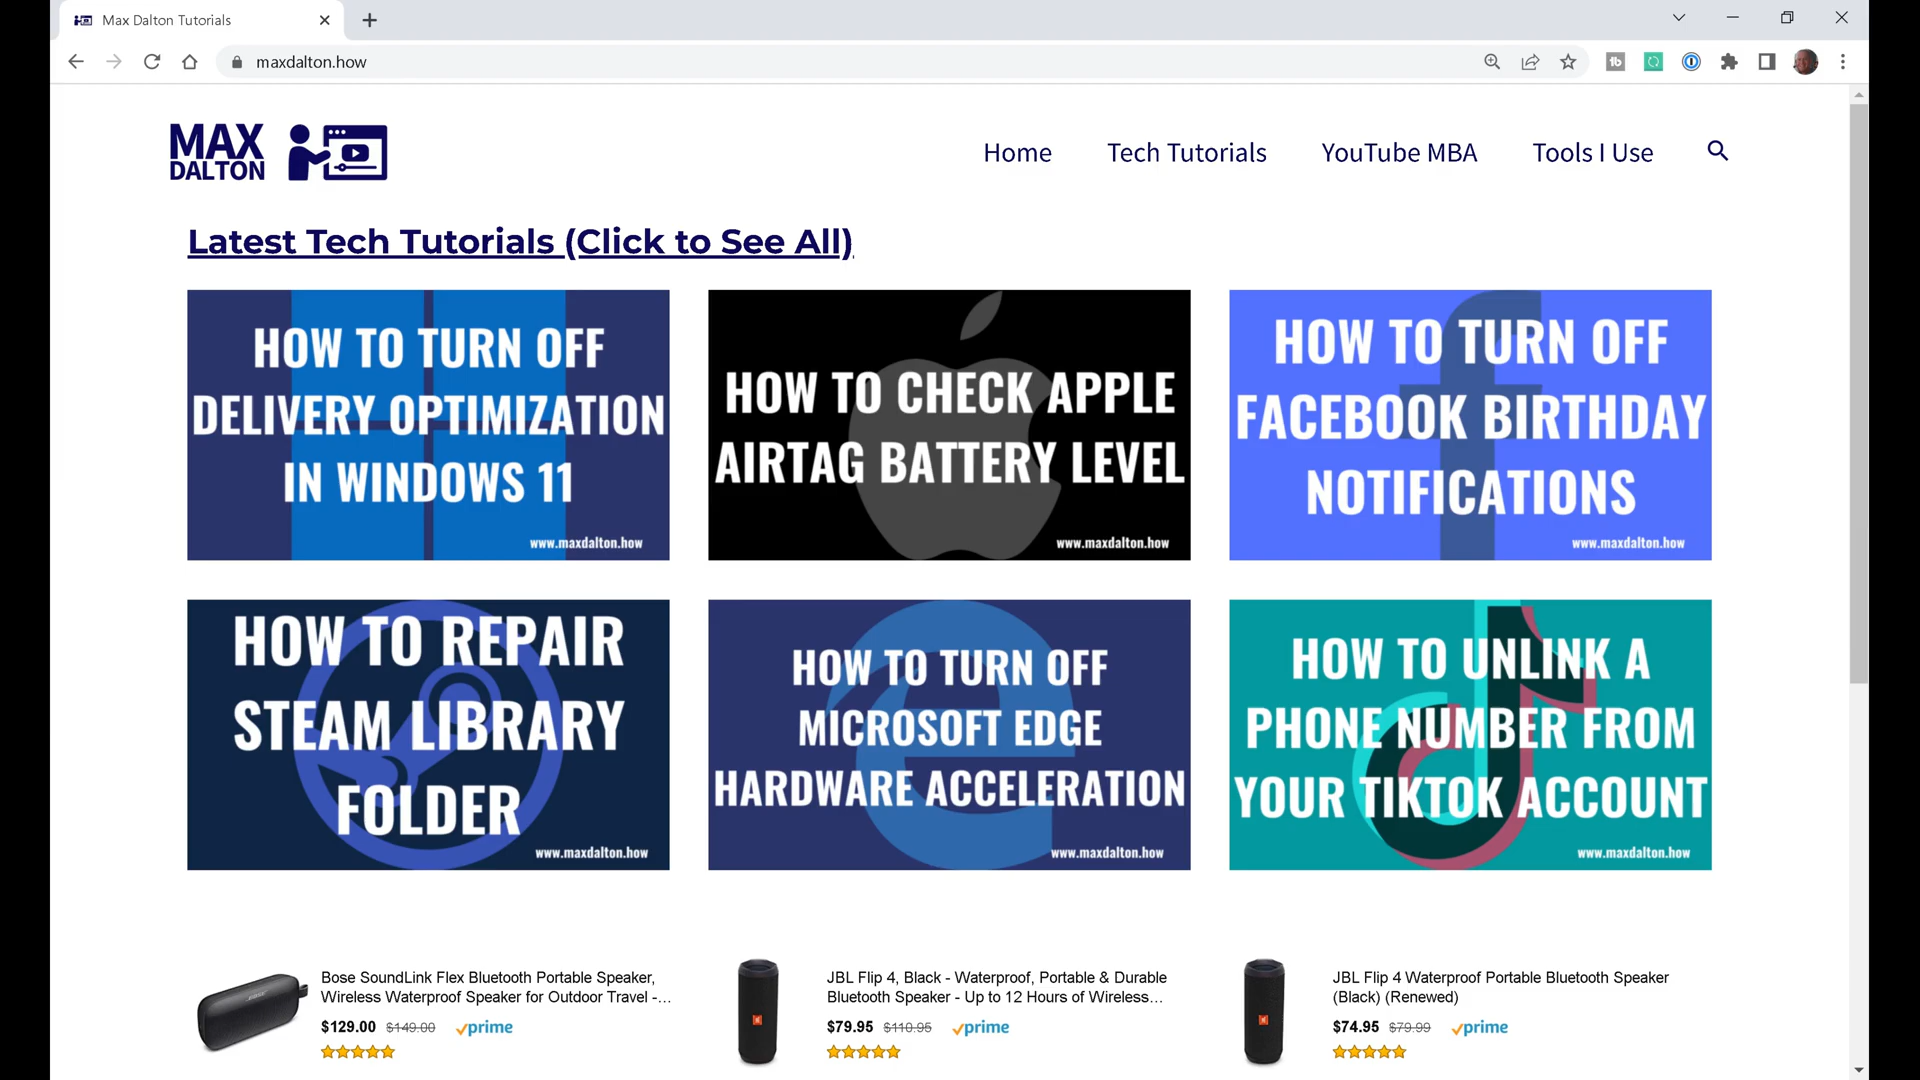 Max Dalton Tutorials
maxdalton.how
MAX
DALTON
Home
Tech Tutorials
YouTube MBA
Tools I Use
Latest Tech Tutorials (Click to See All)
HOW TO TURN OFF
DELIVERY OPTIMIZATION
IN WINDOWS 11
www.maxdalton.how
HOW TO CHECK APPLE
AIRTAG BATTERY LEVEL
www.maxdalton.how
HOW TO TURN OFF
FACEBOOK BIRTHDAY
NOTIFICATIONS
www.maxdalton.how
HOW TO REPAIR
STEAM LIBRARY
FOLDER
www.maxdalton.how
HOW TO TURN OFF
MICROSOFT EDGE
HARDWARE ACCELERATION
www.maxdalton.how
HOW TO UNLINK A
PHONE NUMBER FROM
YOUR TIKTOK ACCOUNT
www.maxdalton.how
BOSE
Bose SoundLink Flex Bluetooth Portable Speaker,
Wireless Waterproof Speaker for Outdoor Travel -...
$129.00 $149.00 prime
JBL Flip 4, Black - Waterproof, Portable & Durable
Bluetooth Speaker - Up to 12 Hours of Wireless...
$79.95 $110.95 prime
JBL Flip 4 Waterproof Portable Bluetooth Speaker
(Black) (Renewed)
$74.95 $79.99 prime